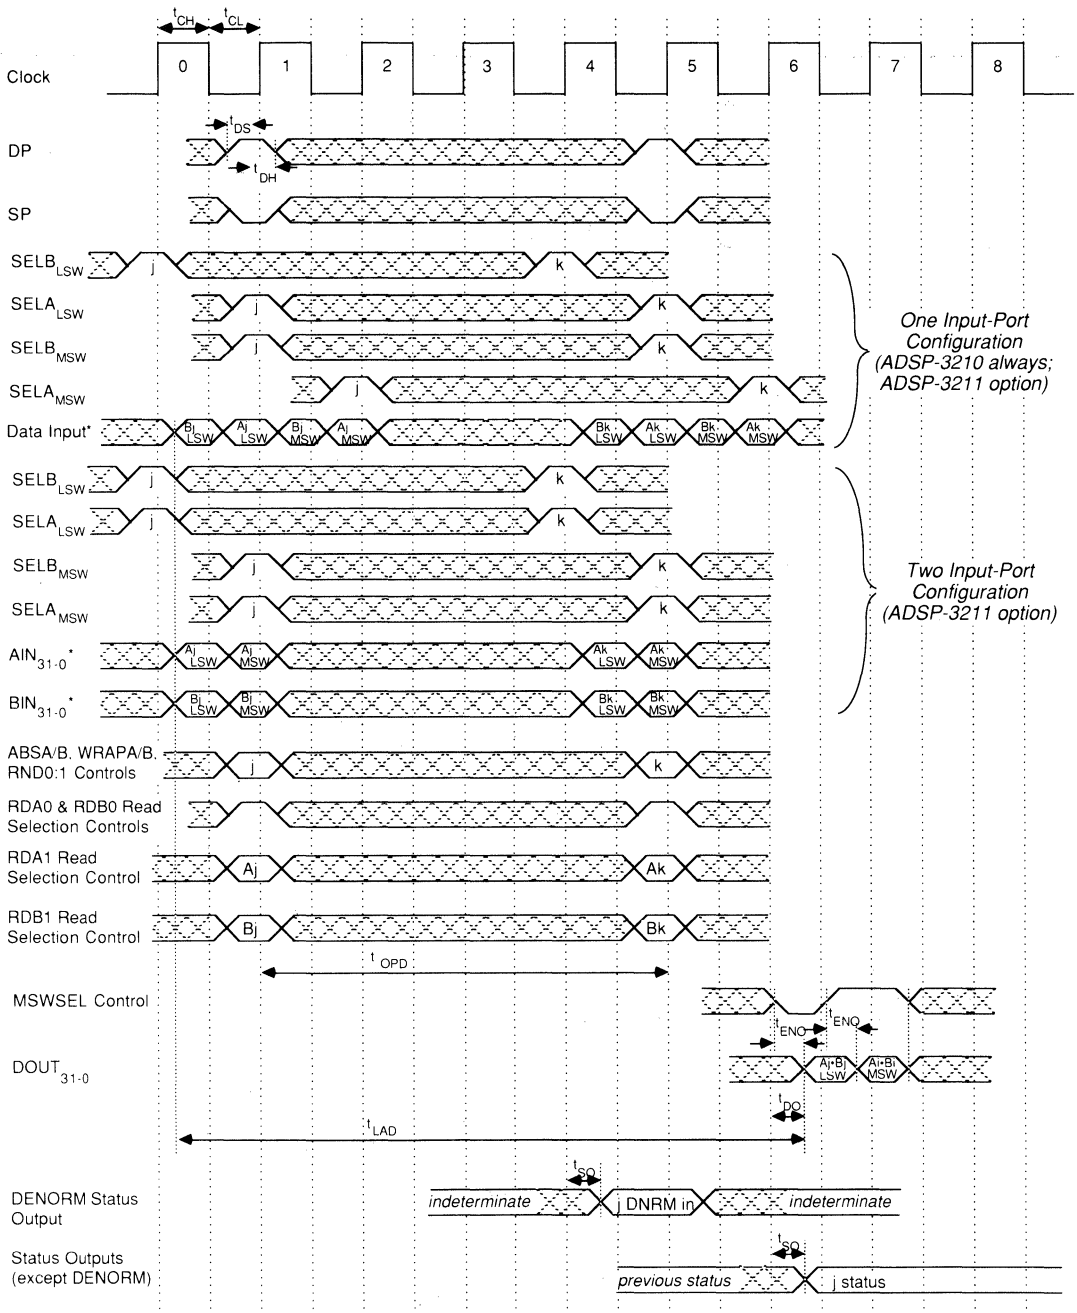 tCH tCL
Clock 0 1 2 3 4 5 6 7 8
tDS
DP
tDH
SP
SELBLSW j k
SELALSW j k
SELBMSW j k
SELAMSW j k
One Input-Port
Configuration
(ADSP-3210 always;
ADSP-3211 option)
Data Input* Bj LSW Aj LSW Bj MSW Aj MSW Bk LSW Ak LSW Bk MSW Ak MSW
SELBLSW j k
SELALSW j k
SELBMSW j k
SELAMSW j k
Two Input-Port
Configuration
(ADSP-3211 option)
AIN31-0* Aj LSW Aj MSW Ak LSW Ak MSW
BIN31-0* Bj LSW Bj MSW Bk LSW Bk MSW
ABSA/B, WRAPA/B,
RND0:1 Controls j k
RDA0 & RDB0 Read
Selection Controls
RDA1 Read
Selection Control Aj Ak
RDB1 Read
Selection Control Bj Bk
tOPD
MSWSEL Control
tENO tENO
DOUT31-0 Aj•Bj LSW Aj•Bj MSW
tDO
tLAD
tSO
DENORM Status
Output
indeterminate j DNRM in indeterminate
tSO
Status Outputs
(except DENORM)
previous status j status